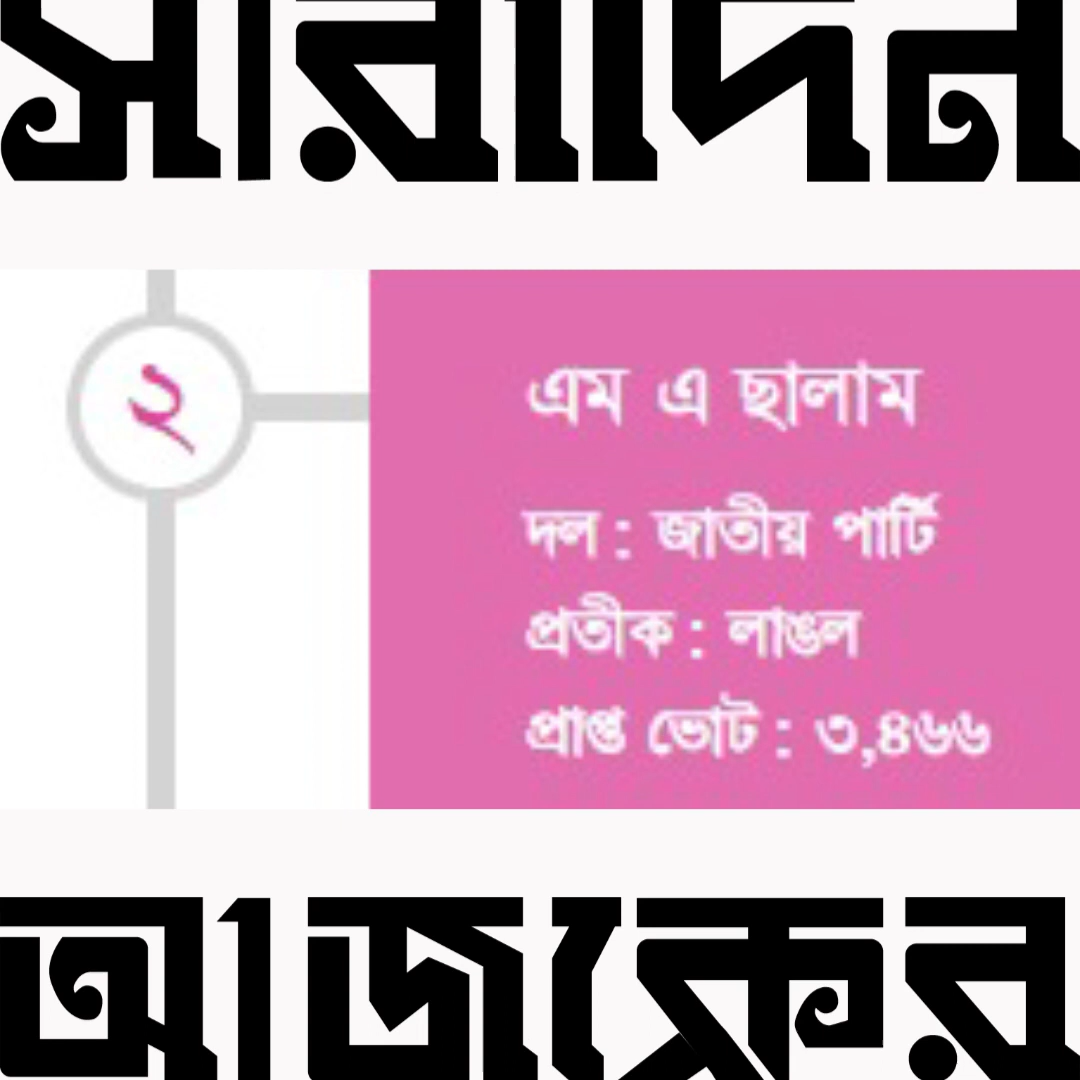 সারাদিন
২
এম এ ছালাম
দল : জাতীয় পার্টি
প্রতীক : লাঙল
প্রাপ্ত ভোট : ৩,৪৬৬
আজকের